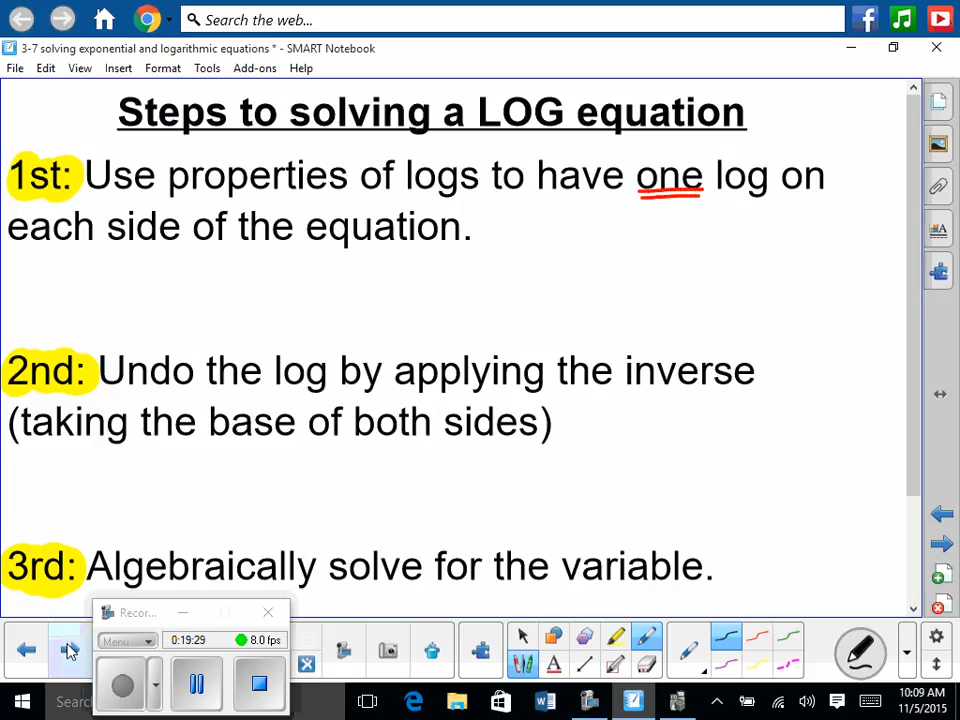 Search the web...
3-7 solving exponential and logarithmic equations * - SMART Notebook
File Edit View Insert Format Tools Add-ons Help
Steps to solving a LOG equation
1st: Use properties of logs to have one log on
each side of the equation.
2nd: Undo the log by applying the inverse
(taking the base of both sides)
3rd: Algebraically solve for the variable.
Recor...
Menu 0:19:29 8.0 fps
Search
10:09 AM
11/5/2015